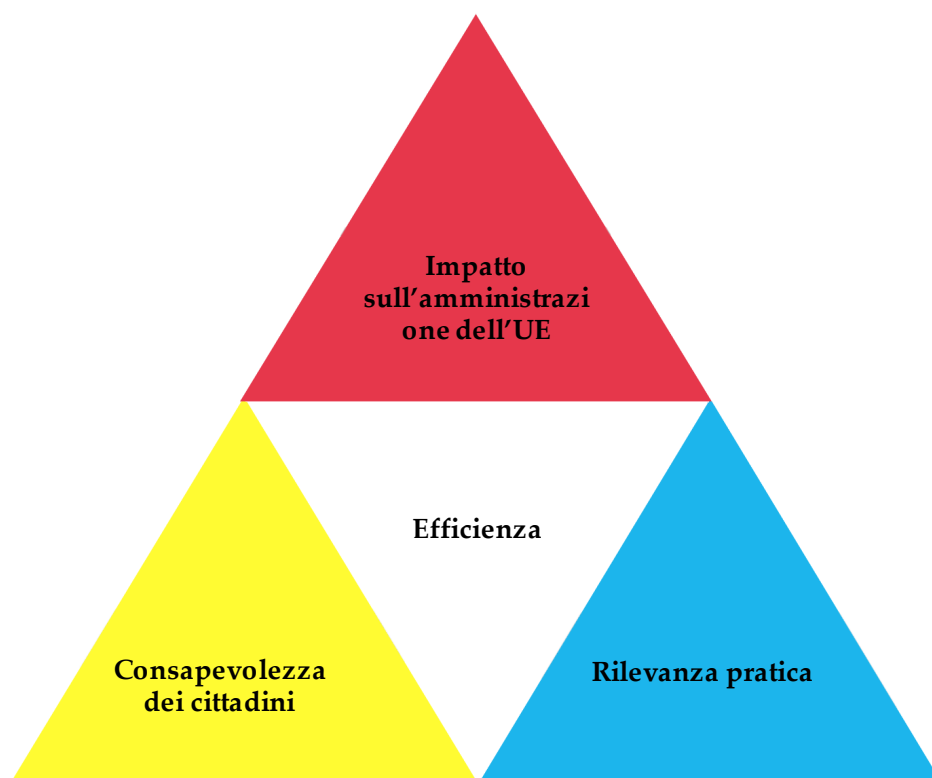 Impatto
sull’amministrazi
one dell’UE
Efficienza
Consapevolezza
dei cittadini
Rilevanza pratica